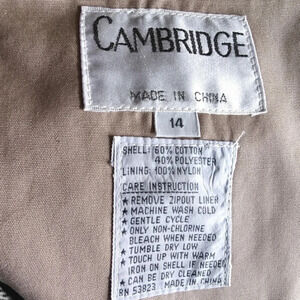 CAMBRIDGE
MADE IN CHINA
14
SHELL: 60% COTTON
40% POLYESTER
LINING: 100% NYLON
CARE INSTRUCTION
★ REMOVE ZIPOUT LINER
★ MACHINE WASH COLD
★ GENTLE CYCLE
★ ONLY NON-CHLORINE
BLEACH WHEN NEEDED
★ TUMBLE DRY LOW
★ TOUCH UP WITH WARM
IRON ON SHELL IF NEEDED
★ CAN BE DRY CLEANED
RN 53823 MADE IN CHINA